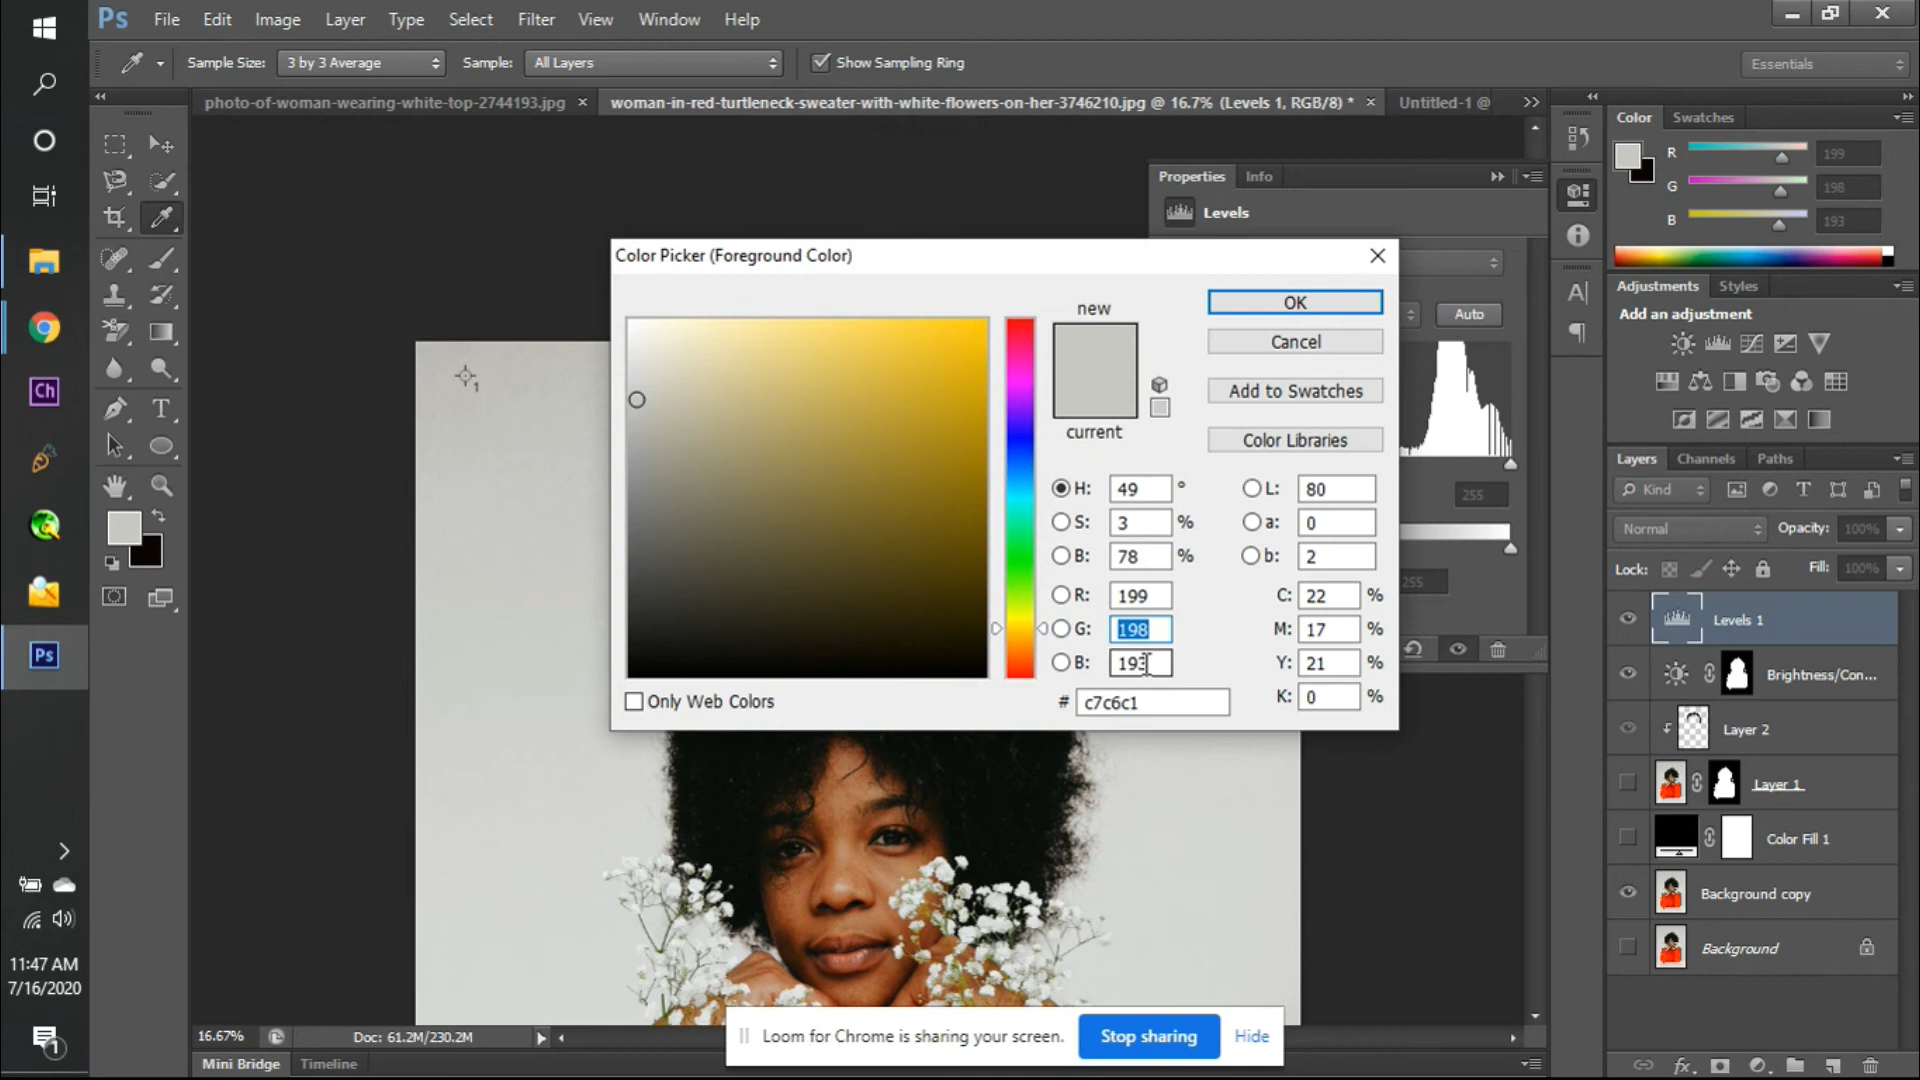 Ps File Edit Image Layer Type Select Filter View Window Help
Sample Size: 3 by 3 Average Sample: All Layers Show Sampling Ring Essentials
photo-of-woman-wearing-white-top-2744193.jpg × woman-in-red-turtleneck-sweater-with-white-flowers-on-her-3746210.jpg @ 16.7% (Levels 1, RGB/8) * × Untitled-1 @
Color Swatches
R 199
G 198
B 193
Properties Info
Levels
Auto
255
255
Color Picker (Foreground Color)
new
current
OK
Cancel
Add to Swatches
Color Libraries
H: 49 °
S: 3 %
B: 78 %
R: 199
G: 198
B: 193
L: 80
a: 0
b: 2
C: 22 %
M: 17 %
Y: 21 %
K: 0 %
# c7c6c1
Only Web Colors
1
Adjustments Styles
Add an adjustment
Layers Channels Paths
Kind
Normal Opacity: 100%
Lock: Fill: 100%
Levels 1
Brightness/Con...
Layer 2
Layer 1
Color Fill 1
Background copy
Background
Ch
Ps
11:47 AM
7/16/2020
1
16.67% Doc: 61.2M/230.2M
Mini Bridge Timeline
Loom for Chrome is sharing your screen. Stop sharing Hide